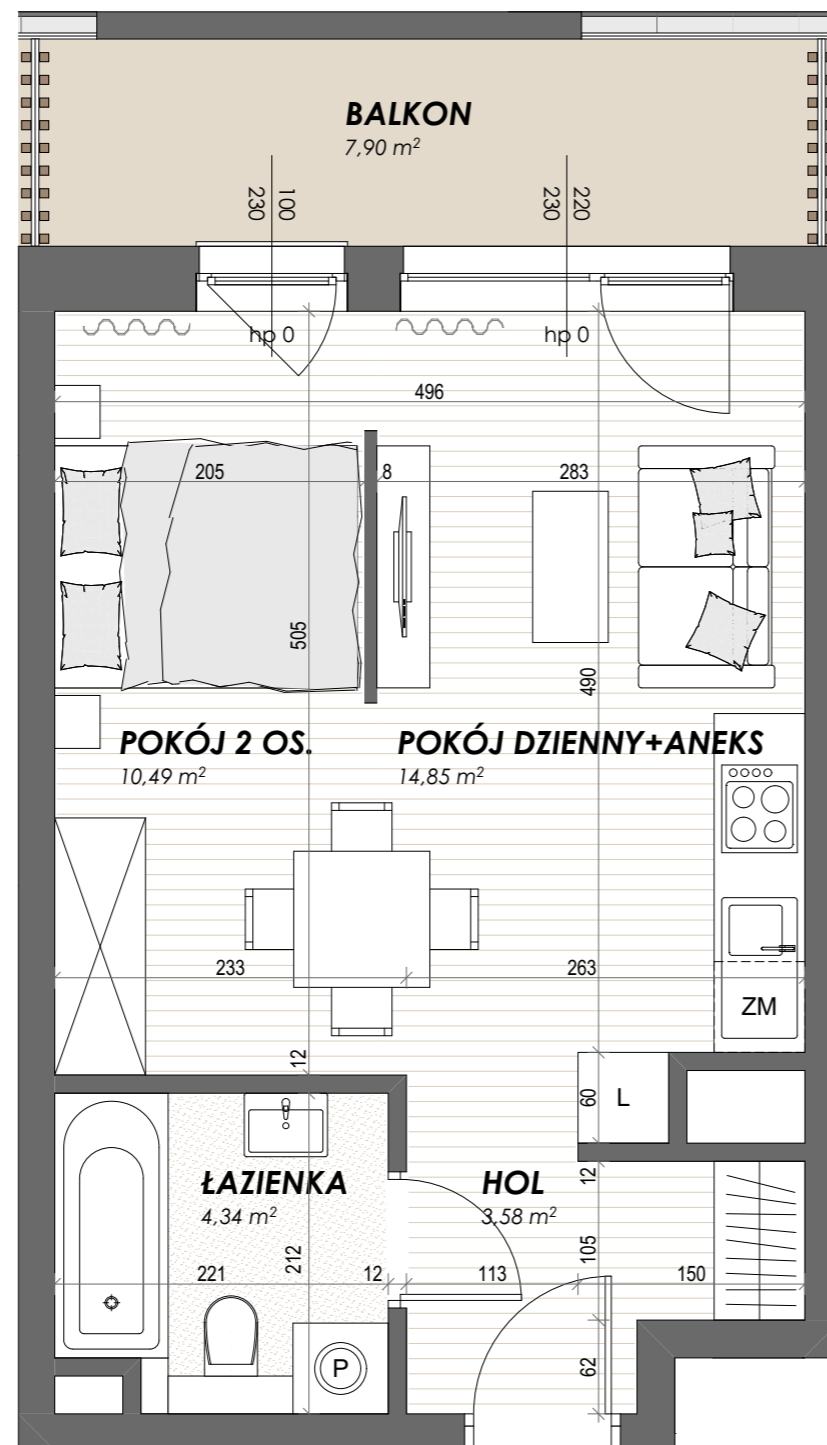 BALKON
7,90 m²
230
100
230
220
hp 0
hp 0
496
205
8
283
505
490
POKÓJ 2 OS.
10,49 m²
POKÓJ DZIENNY+ANEKS
14,85 m²
233
263
ZM
12
60
L
ŁAZIENKA
4,34 m²
HOL
3,58 m²
12
212
105
221
12
113
150
62
P